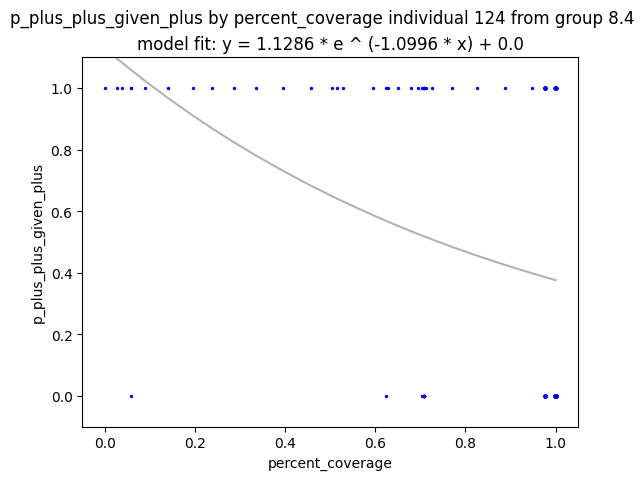 p_plus_plus_given_plus by percent_coverage individual 124 from group 8.4
model fit: y = 1.1286 * e ^ (-1.0996 * x) + 0.0
1.0
0.8
0.6
0.4
0.2
0.0
p_plus_plus_given_plus
0.0 0.2 0.4 0.6 0.8 1.0
percent_coverage